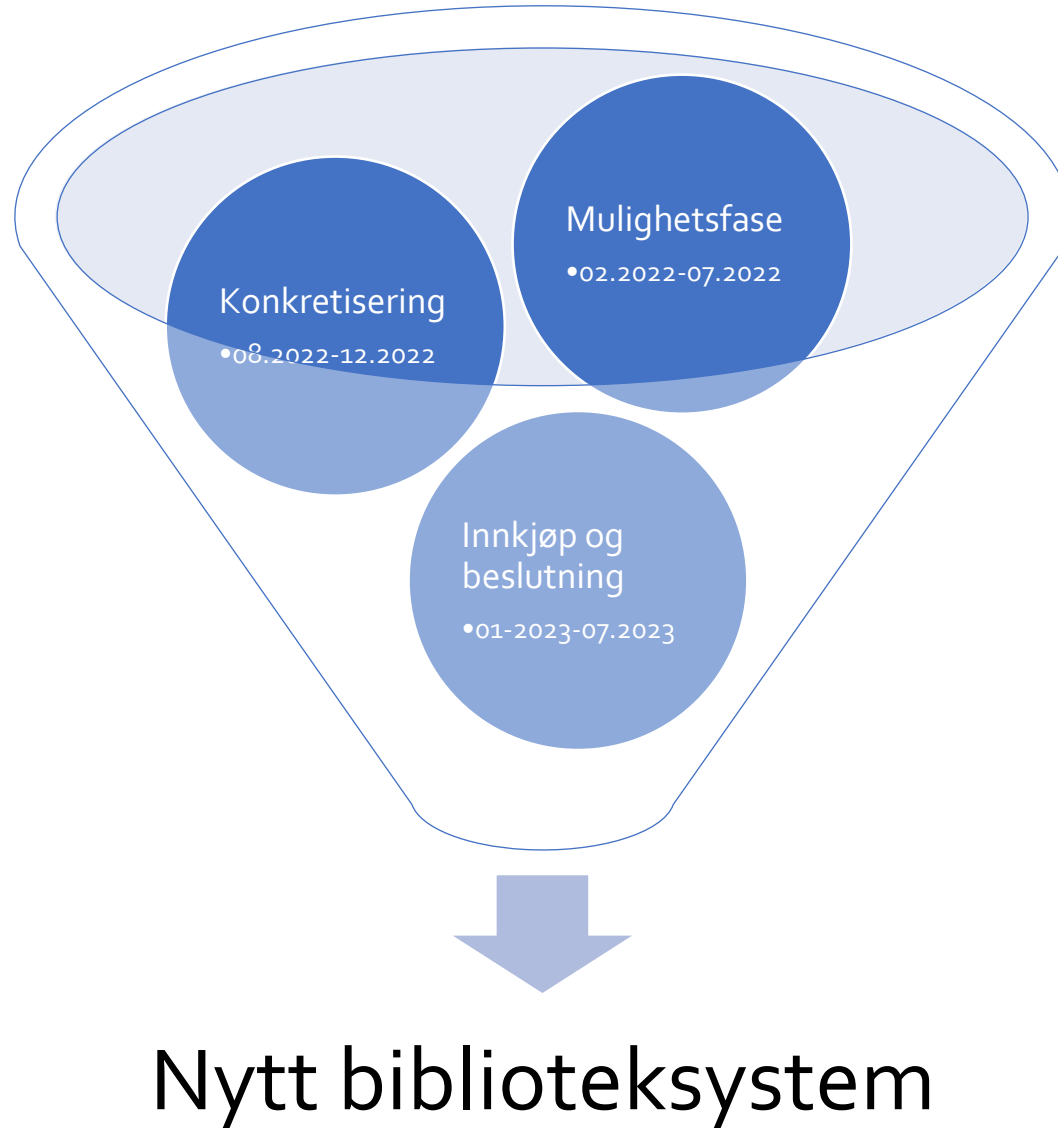 Mulighetsfase
•02.2022-07.2022
Konkretisering
•08.2022-12.2022
Innkjøp og
beslutning
•01-2023-07.2023
Nytt biblioteksystem